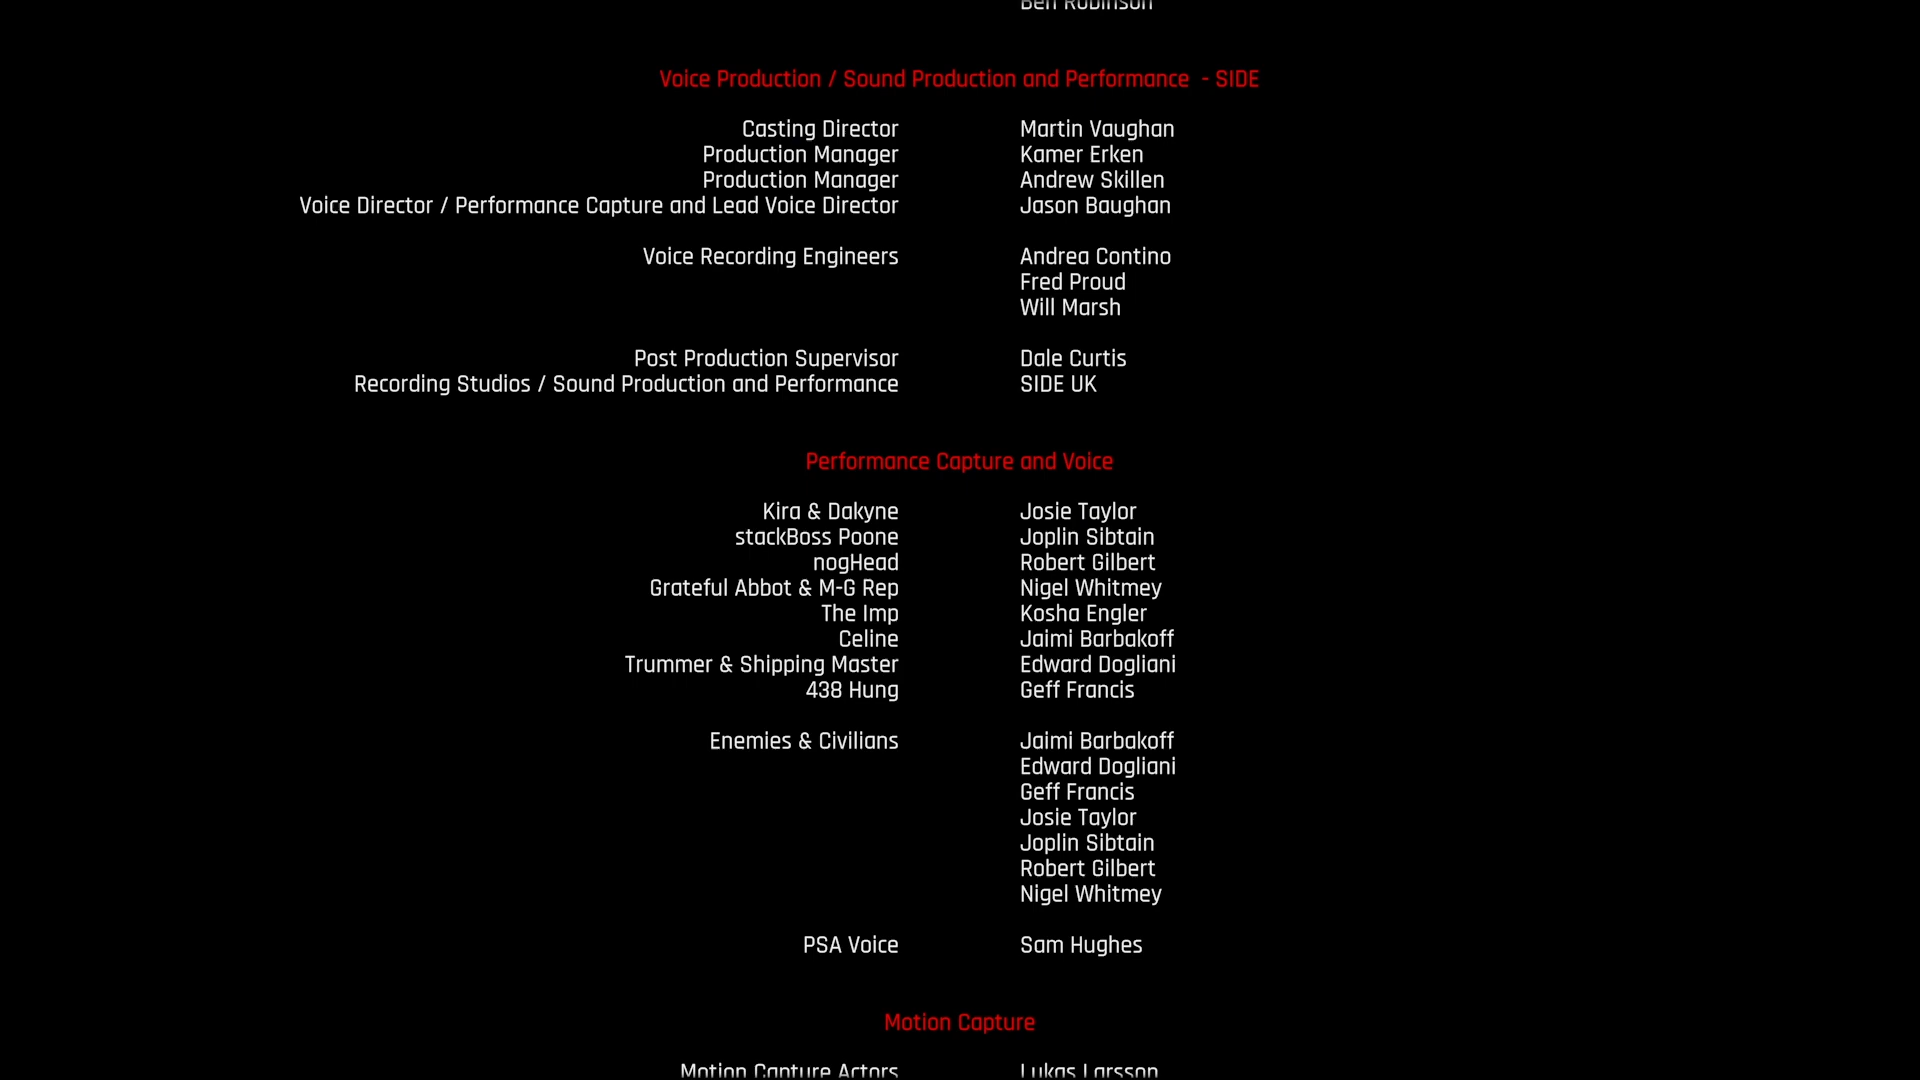 Ben Robinson
Voice Production / Sound Production and Performance  - SIDE
Casting Director Martin Vaughan
Production Manager Kamer Erken
Production Manager Andrew Skillen
Voice Director / Performance Capture and Lead Voice Director Jason Baughan
Voice Recording Engineers Andrea Contino
Fred Proud
Will Marsh
Post Production Supervisor Dale Curtis
Recording Studios / Sound Production and Performance SIDE UK
Performance Capture and Voice
Kira & Dakyne Josie Taylor
stackBoss Poone Joplin Sibtain
nogHead Robert Gilbert
Grateful Abbot & M-G Rep Nigel Whitmey
The Imp Kosha Engler
Celine Jaimi Barbakoff
Trummer & Shipping Master Edward Dogliani
438 Hung Geff Francis
Enemies & Civilians Jaimi Barbakoff
Edward Dogliani
Geff Francis
Josie Taylor
Joplin Sibtain
Robert Gilbert
Nigel Whitmey
PSA Voice Sam Hughes
Motion Capture
Motion Capture Actors Lukas Larsson